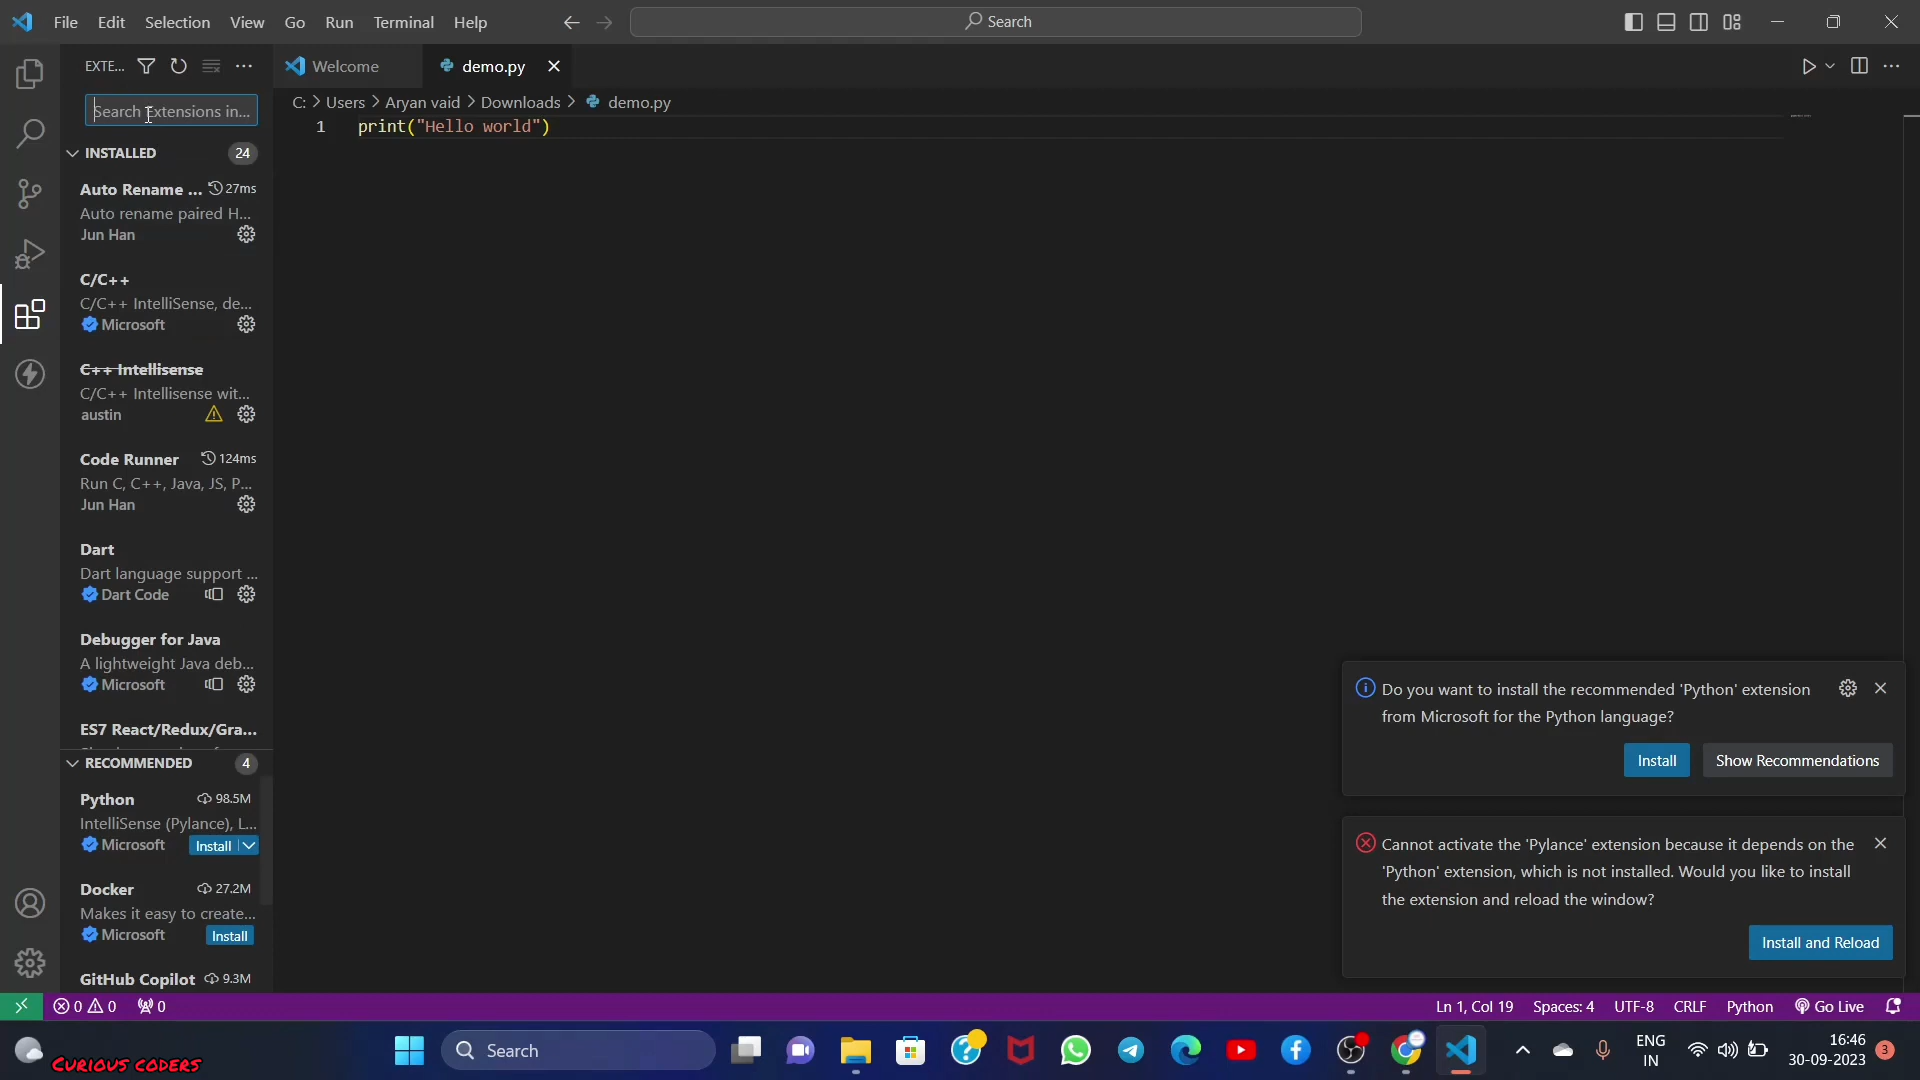 File Edit Selection View Go Run Terminal Help
Search
EXTE...
Welcome
demo.py
Search Extensions in...
C: > Users > Aryan vaid > Downloads > demo.py
1 print("Hello world")
INSTALLED 24
Auto Rename ... 27ms
Auto rename paired H...
Jun Han
C/C++
C/C++ IntelliSense, de...
Microsoft
C++ Intellisense
C/C++ Intellisense wit...
austin
Code Runner 124ms
Run C, C++, Java, JS, P...
Jun Han
Dart
Dart language support ...
Dart Code
Debugger for Java
A lightweight Java deb...
Microsoft
ES7 React/Redux/Gra...
RECOMMENDED 4
Python 98.5M
IntelliSense (Pylance), L...
Microsoft Install
Docker 27.2M
Makes it easy to create...
Microsoft Install
GitHub Copilot 9.3M
Do you want to install the recommended 'Python' extension
from Microsoft for the Python language?
Install Show Recommendations
Cannot activate the 'Pylance' extension because it depends on the
'Python' extension, which is not installed. Would you like to install
the extension and reload the window?
Install and Reload
0 0 0
Ln 1, Col 19 Spaces: 4 UTF-8 CRLF Python Go Live
CURIOUS CODERS
Search
ENG
IN
16:46
30-09-2023
3